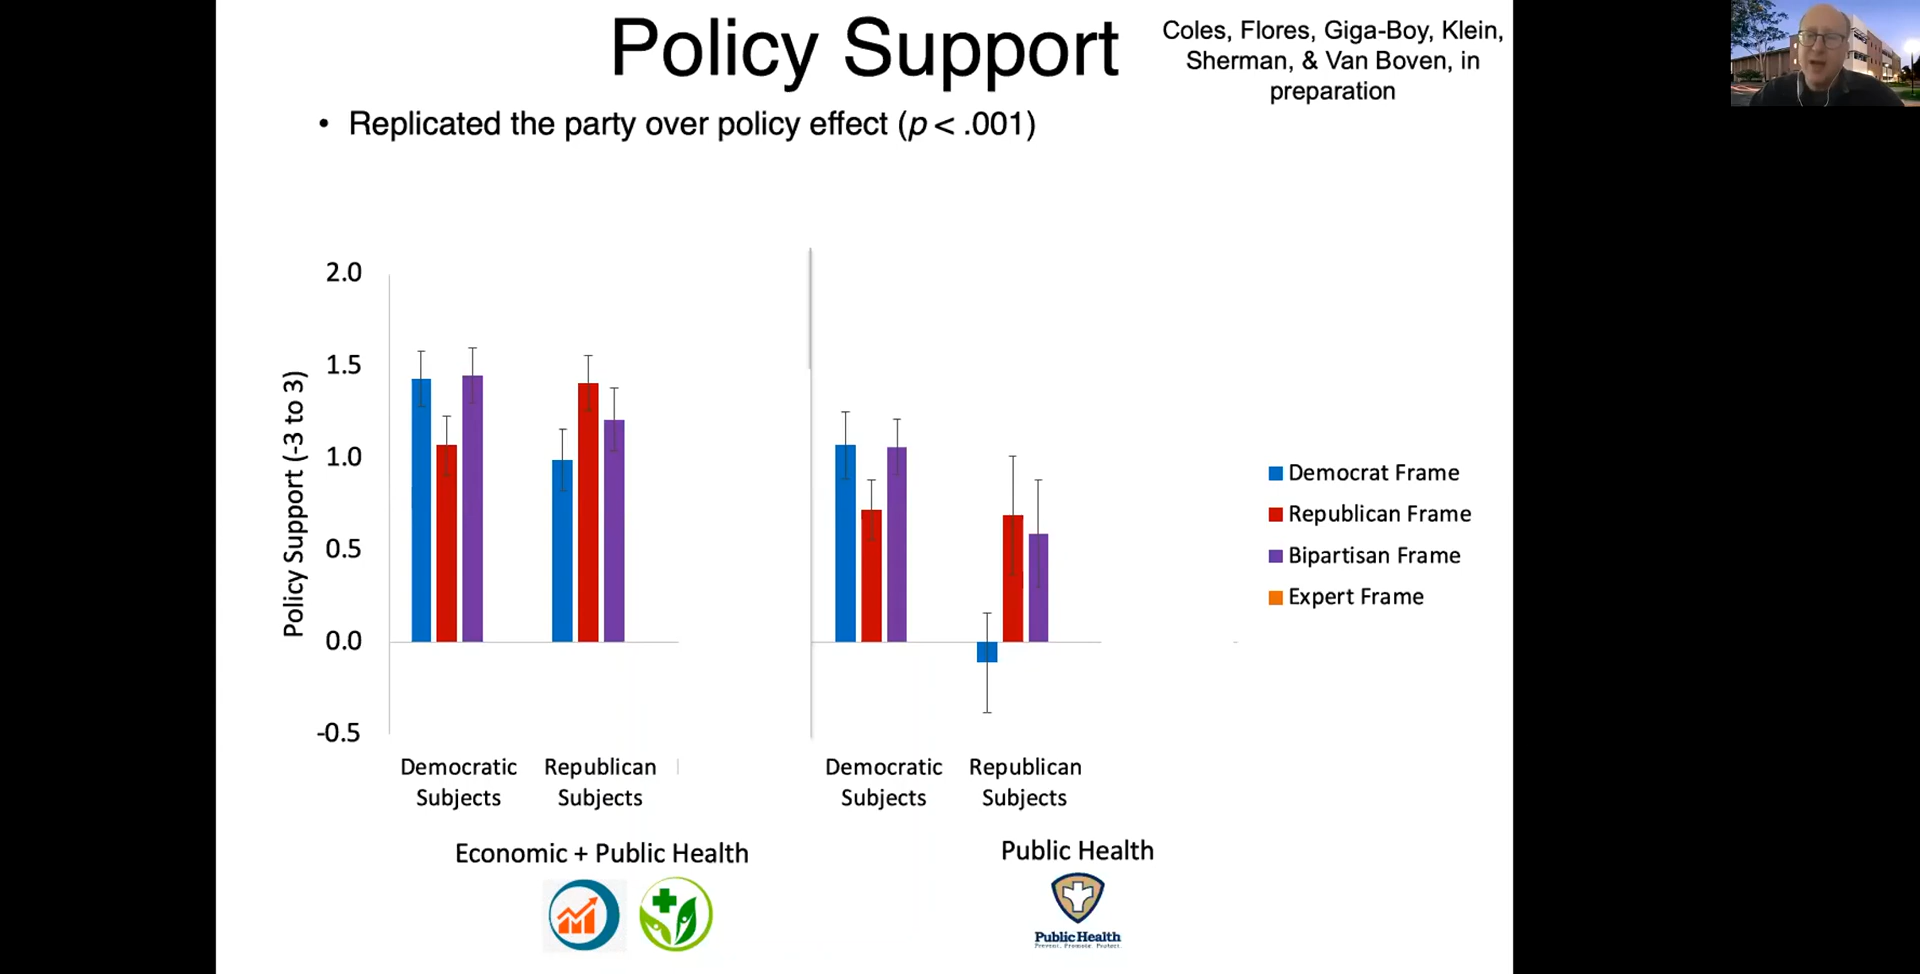 Policy Support
Coles, Flores, Giga-Boy, Klein,
Sherman, & Van Boven, in
preparation
• Replicated the party over policy effect (p < .001)
Policy Support (-3 to 3)
2.0
1.5
1.0
0.5
0.0
-0.5
Democratic
Subjects
Republican
Subjects
Democratic
Subjects
Republican
Subjects
Economic + Public Health
Public Health
Public Health
Prevent. Promote. Protect.
Democrat Frame
Republican Frame
Bipartisan Frame
Expert Frame